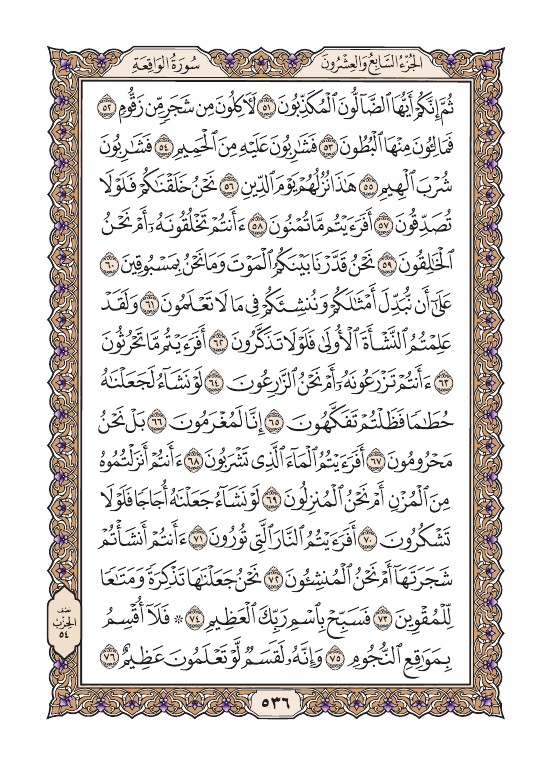 الجُزْءُ السَّابِعُ وَالعِشْرُونَ
سُورَةُ الوَاقِعَةِ
ثُمَّ إِنَّكُمْ أَيُّهَا ٱلضَّآلُّونَ ٱلْمُكَذِّبُونَ ٥١ لَأٓكِلُونَ مِن شَجَرٖ مِّن زَقُّومٖ ٥٢
فَمَالِـُٔونَ مِنْهَا ٱلْبُطُونَ ٥٣ فَشَٰرِبُونَ عَلَيْهِ مِنَ ٱلْحَمِيمِ ٥٤ فَشَٰرِبُونَ
شُرْبَ ٱلْهِيمِ ٥٥ هَٰذَا نُزُلُهُمْ يَوْمَ ٱلدِّينِ ٥٦ نَحْنُ خَلَقْنَٰكُمْ فَلَوْلَا
تُصَدِّقُونَ ٥٧ أَفَرَءَيْتُم مَّا تُمْنُونَ ٥٨ ءَأَنتُمْ تَخْلُقُونَهُۥٓ أَمْ نَحْنُ
ٱلْخَٰلِقُونَ ٥٩ نَحْنُ قَدَّرْنَا بَيْنَكُمُ ٱلْمَوْتَ وَمَا نَحْنُ بِمَسْبُوقِينَ ٦٠
عَلَىٰٓ أَن نُّبَدِّلَ أَمْثَٰلَكُمْ وَنُنشِئَكُمْ فِي مَا لَا تَعْلَمُونَ ٦١ وَلَقَدْ
عَلِمْتُمُ ٱلنَّشْأَةَ ٱلْأُولَىٰ فَلَوْلَا تَذَكَّرُونَ ٦٢ أَفَرَءَيْتُم مَّا تَحْرُثُونَ
٦٣ ءَأَنتُمْ تَزْرَعُونَهُۥٓ أَمْ نَحْنُ ٱلزَّٰرِعُونَ ٦٤ لَوْ نَشَآءُ لَجَعَلْنَٰهُ
حُطَٰمٗا فَظَلْتُمْ تَفَكَّهُونَ ٦٥ إِنَّا لَمُغْرَمُونَ ٦٦ بَلْ نَحْنُ
مَحْرُومُونَ ٦٧ أَفَرَءَيْتُمُ ٱلْمَآءَ ٱلَّذِي تَشْرَبُونَ ٦٨ ءَأَنتُمْ أَنزَلْتُمُوهُ
مِنَ ٱلْمُزْنِ أَمْ نَحْنُ ٱلْمُنزِلُونَ ٦٩ لَوْ نَشَآءُ جَعَلْنَٰهُ أُجَاجٗا فَلَوْلَا
تَشْكُرُونَ ٧٠ أَفَرَءَيْتُمُ ٱلنَّارَ ٱلَّتِي تُورُونَ ٧١ ءَأَنتُمْ أَنشَأْتُمْ
شَجَرَتَهَآ أَمْ نَحْنُ ٱلْمُنشِـُٔونَ ٧٢ نَحْنُ جَعَلْنَٰهَا تَذْكِرَةٗ وَمَتَٰعٗا
لِّلْمُقْوِينَ ٧٣ فَسَبِّحْ بِٱسْمِ رَبِّكَ ٱلْعَظِيمِ ٧٤ ۞ فَلَآ أُقْسِمُ
بِمَوَٰقِعِ ٱلنُّجُومِ ٧٥ وَإِنَّهُۥ لَقَسَمٞ لَّوْ تَعْلَمُونَ عَظِيمٌ ٧٦
نصف
الحِزْب
٥٤
٥٣٦